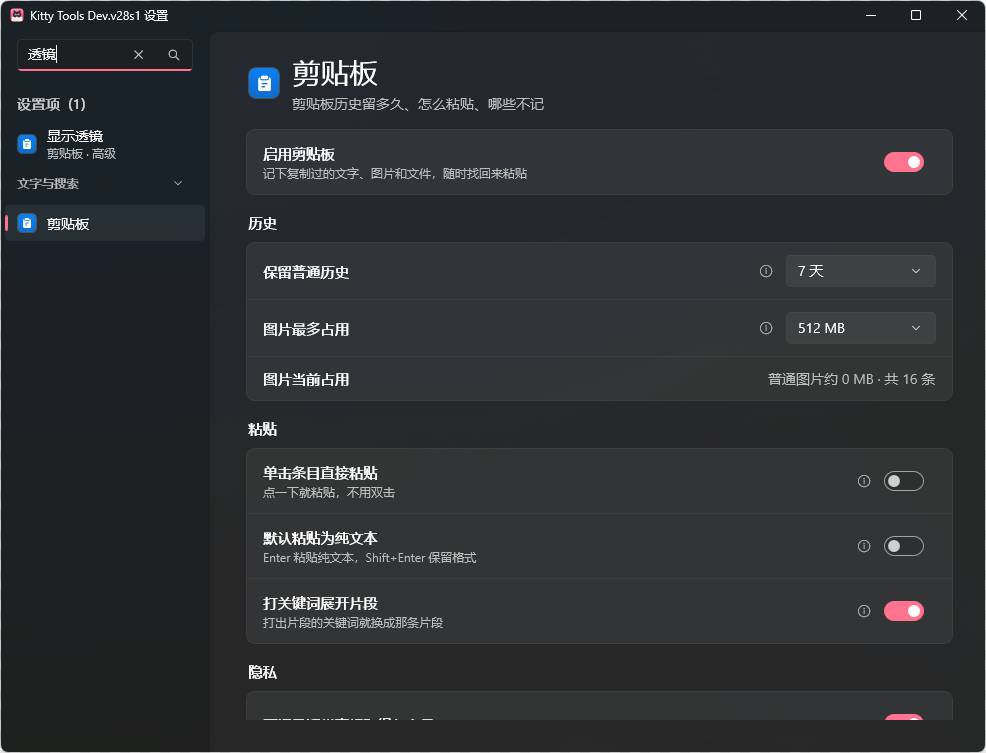 Kitty Tools Dev.v28s1 设置
透镜
设置项 (1)
显示透镜
剪贴板 · 高级
文字与搜索
剪贴板
剪贴板
剪贴板历史留多久、怎么粘贴、哪些不记
启用剪贴板
记下复制过的文字、图片和文件，随时找回来粘贴
历史
保留普通历史
7 天
图片最多占用
512 MB
图片当前占用
普通图片约 0 MB · 共 16 条
粘贴
单击条目直接粘贴
点一下就粘贴，不用双击
默认粘贴为纯文本
Enter 粘贴纯文本，Shift+Enter 保留格式
打关键词展开片段
打出片段的关键词就换成那条片段
隐私